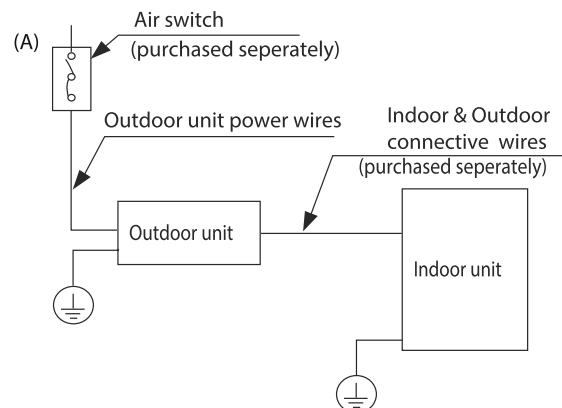 (A)
Air switch
(purchased seperately)
Outdoor unit power wires
Indoor & Outdoor
connective wires
(purchased seperately)
Outdoor unit
Indoor unit